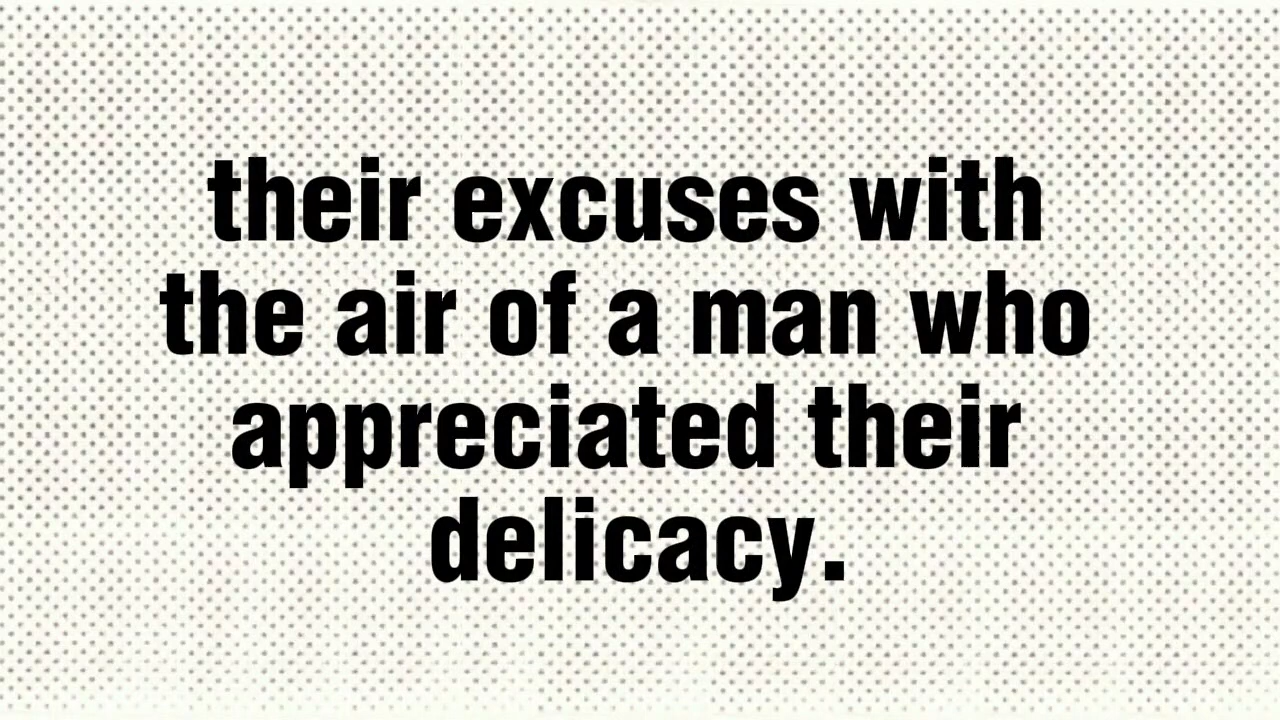 their excuses with
the air of a man who
appreciated their
delicacy.